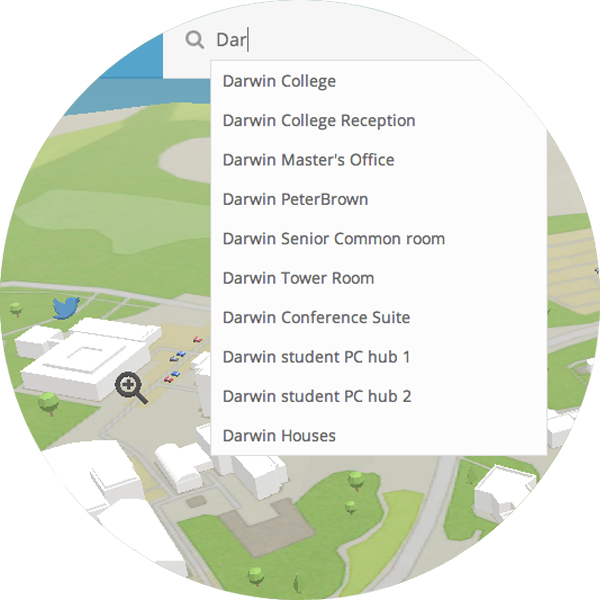 Dar
Darwin College
Darwin College Reception
Darwin Master's Office
Darwin PeterBrown
Darwin Senior Common room
Darwin Tower Room
Darwin Conference Suite
Darwin student PC hub 1
Darwin student PC hub 2
Darwin Houses